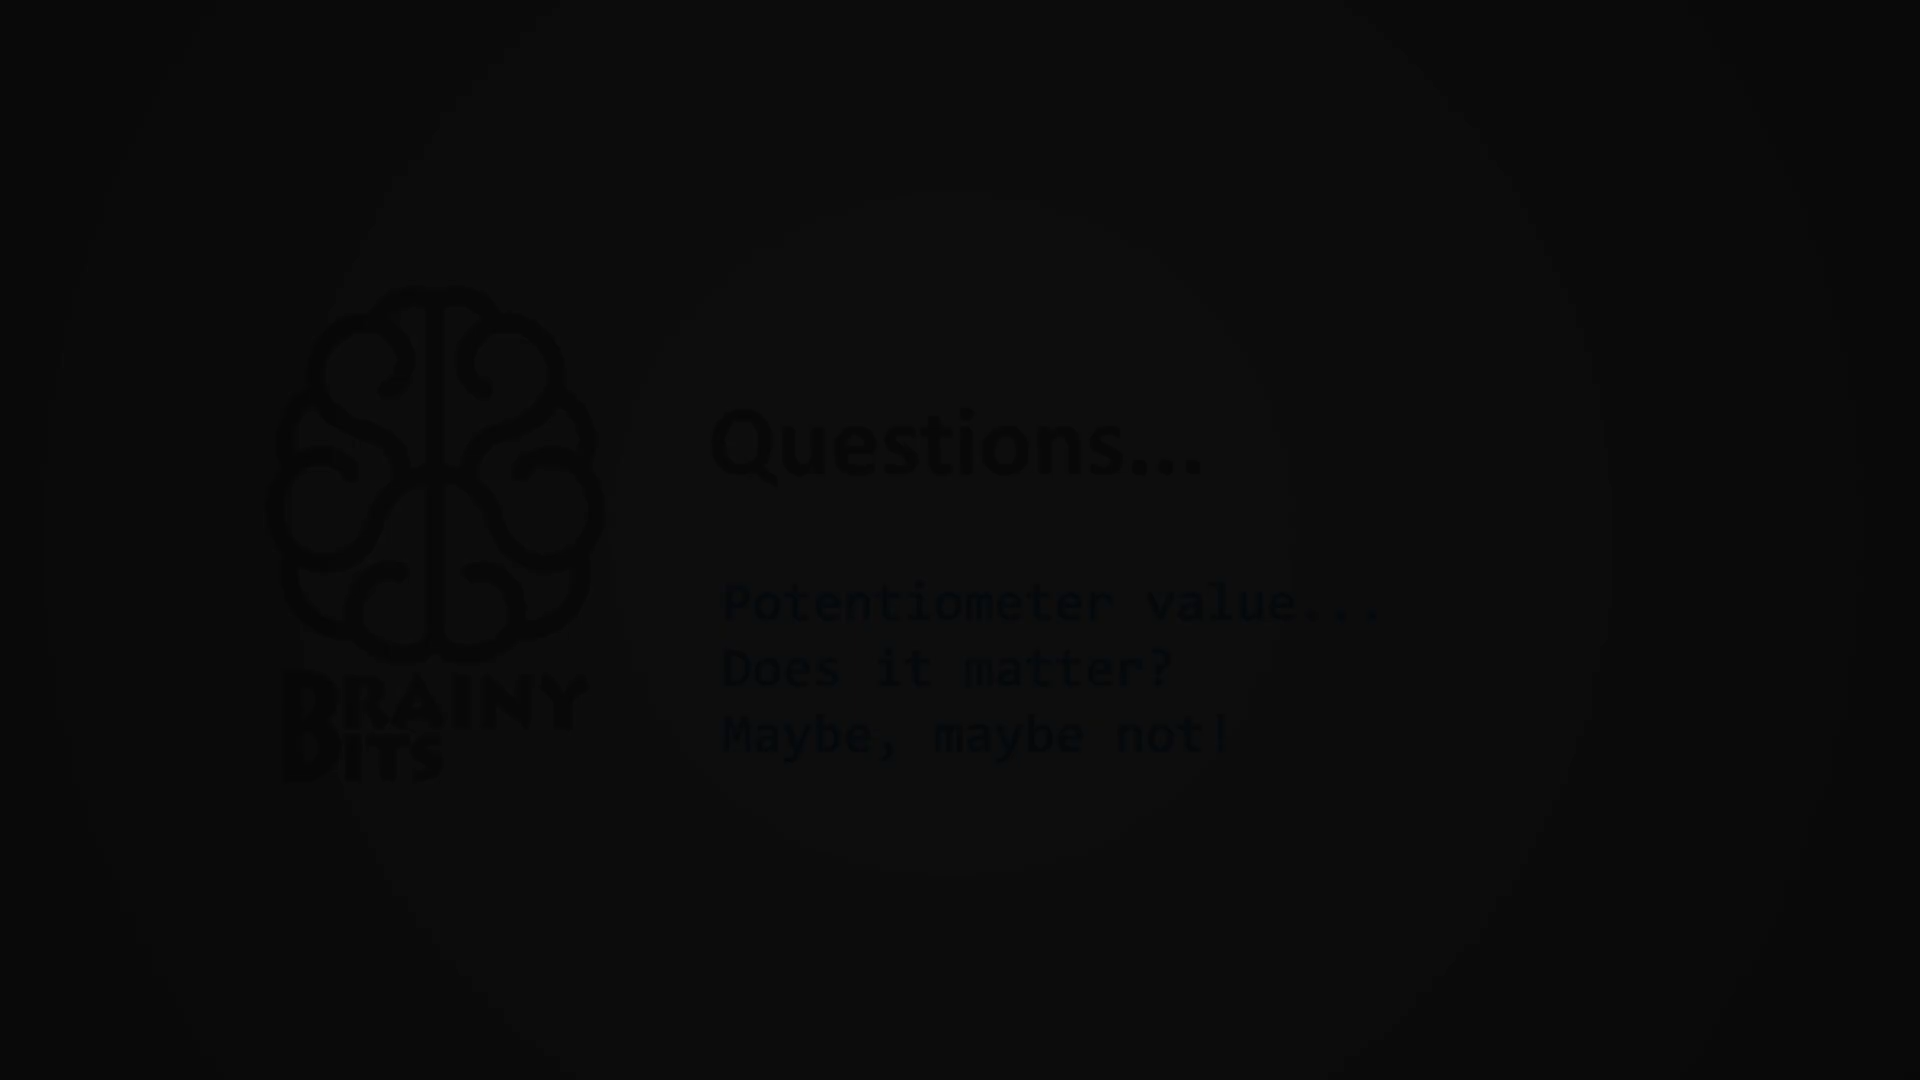 BRAINY
BITS
Questions...
Potentiometer value...
Does it matter?
Maybe, maybe not!